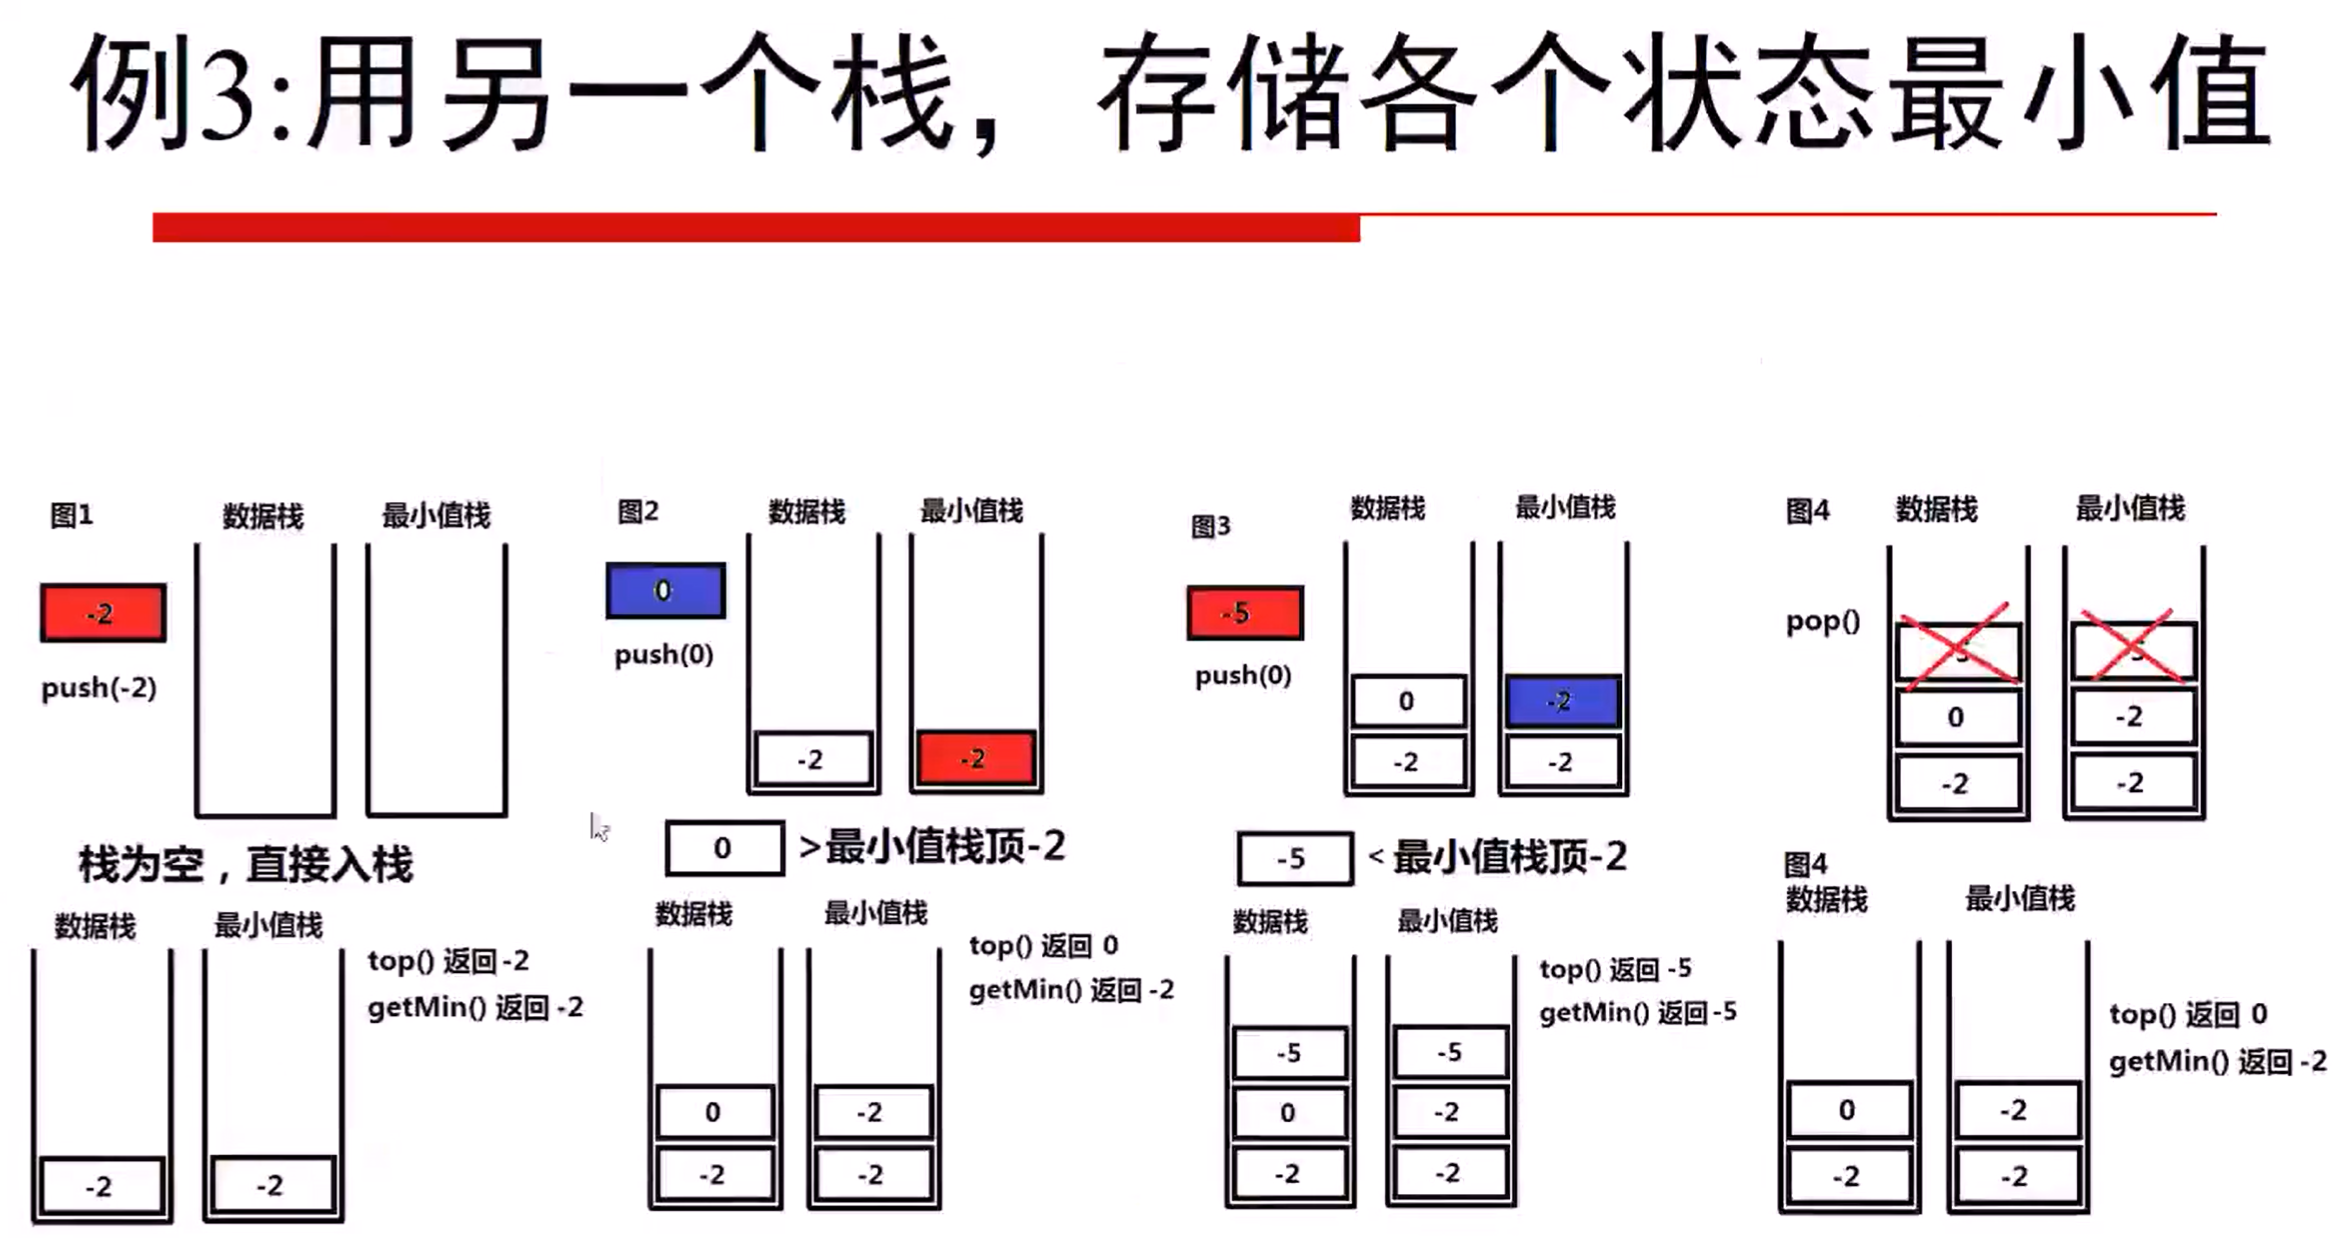 例3:用另一个栈，存储各个状态最小值
图1
数据栈
最小值栈
-2
push(-2)
栈为空，直接入栈
数据栈
最小值栈
top() 返回 -2
getMin() 返回 -2
-2
-2
图2
数据栈
最小值栈
0
push(0)
-2
-2
0 >最小值栈顶-2
数据栈
最小值栈
top() 返回 0
getMin() 返回 -2
0
-2
-2
-2
图3
数据栈
最小值栈
-5
push(0)
0
-2
-2
-2
-5 < 最小值栈顶-2
数据栈
最小值栈
top() 返回 -5
getMin() 返回 -5
-5
-5
0
-2
-2
-2
图4
数据栈
最小值栈
pop()
0
-2
-2
-2
图4
数据栈
最小值栈
top() 返回 0
getMin() 返回 -2
0
-2
-2
-2